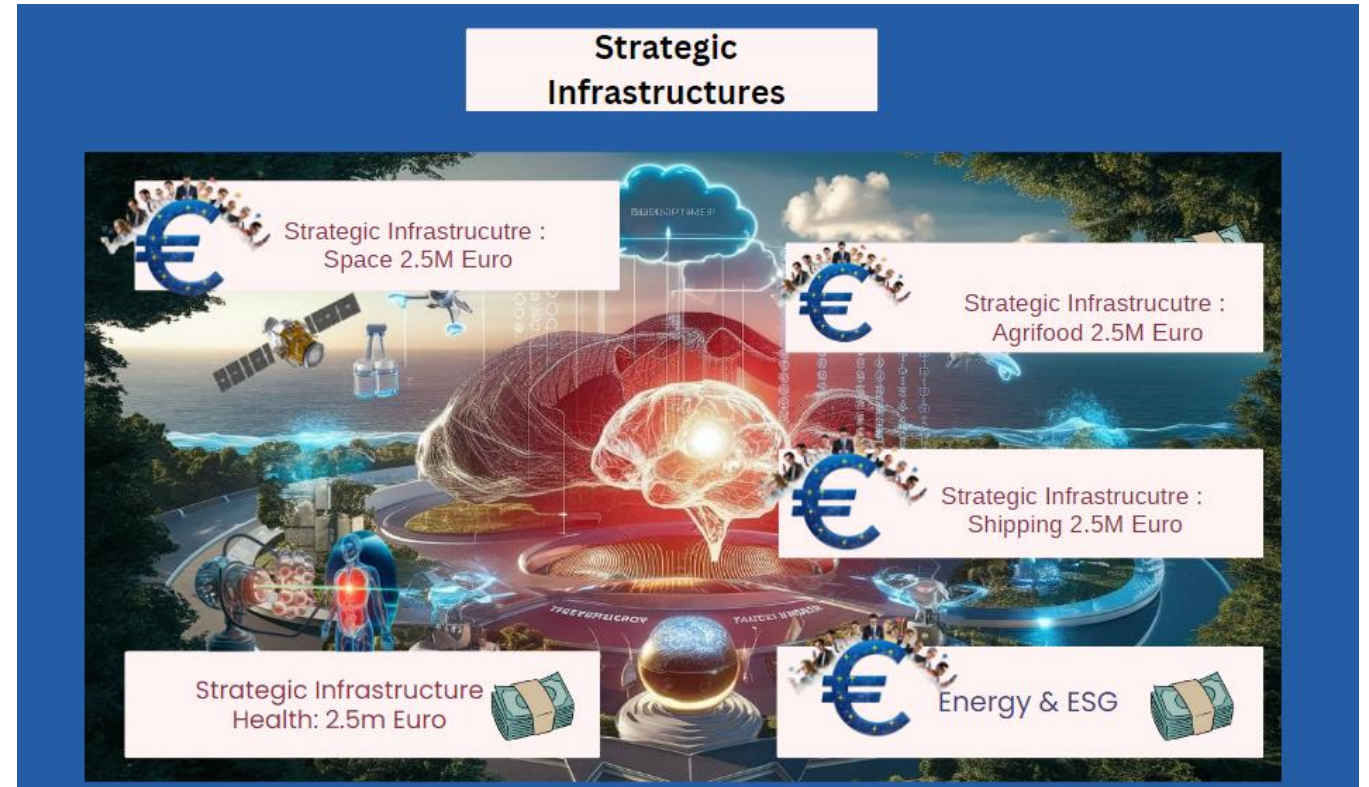 Strategic
Infrastructures
Strategic Infrastrucutre :
Space 2.5M Euro
Strategic Infrastrucutre :
Agrifood 2.5M Euro
Strategic Infrastrucutre :
Shipping 2.5M Euro
Strategic Infrastructure
Health: 2.5m Euro
Energy & ESG